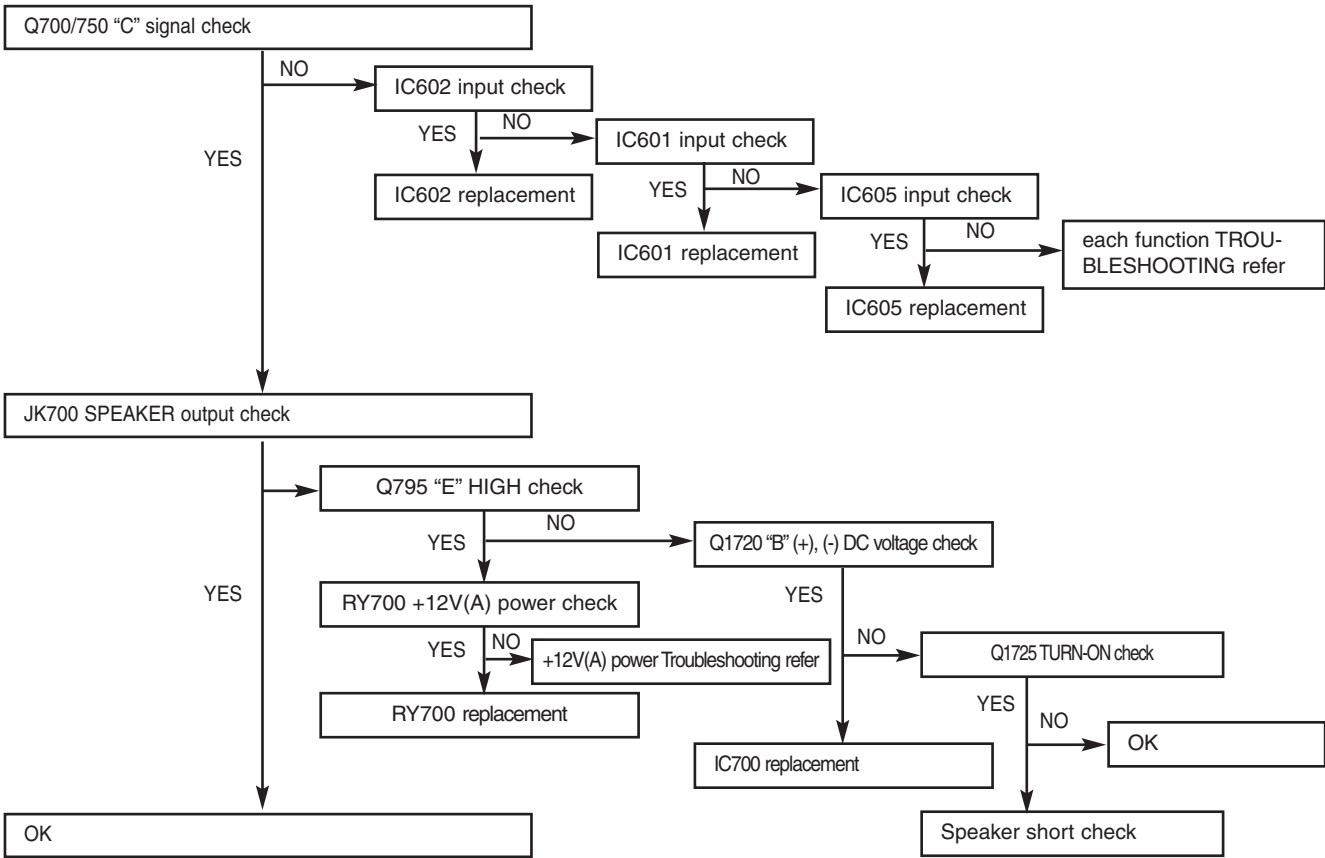 Q700/750 “C” signal check
NO
IC602 input check
YES
NO
IC601 input check
YES
IC602 replacement
YES
NO
IC605 input check
IC601 replacement
YES
NO
each function TROU-
BLESHOOTING refer
IC605 replacement
JK700 SPEAKER output check
Q795 “E” HIGH check
YES
NO
Q1720 “B” (+), (-) DC voltage check
YES
RY700 +12V(A) power check
YES
YES
NO
+12V(A) power Troubleshooting refer
NO
Q1725 TURN-ON check
RY700 replacement
YES
NO
OK
IC700 replacement
OK
Speaker short check